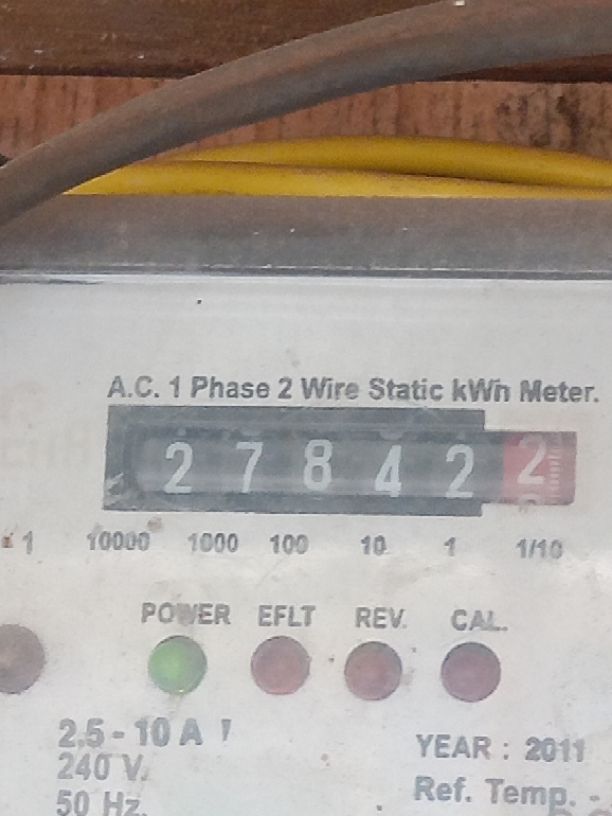 A.C. 1 Phase 2 Wire Static kWh Meter.
2 7 8 4 2 2
1 10000 1000 100 10 1 1/10
POWER EFLT REV. CAL.
2.5 - 10 A
240 V.
50 Hz.
YEAR : 2011
Ref. Temp. -